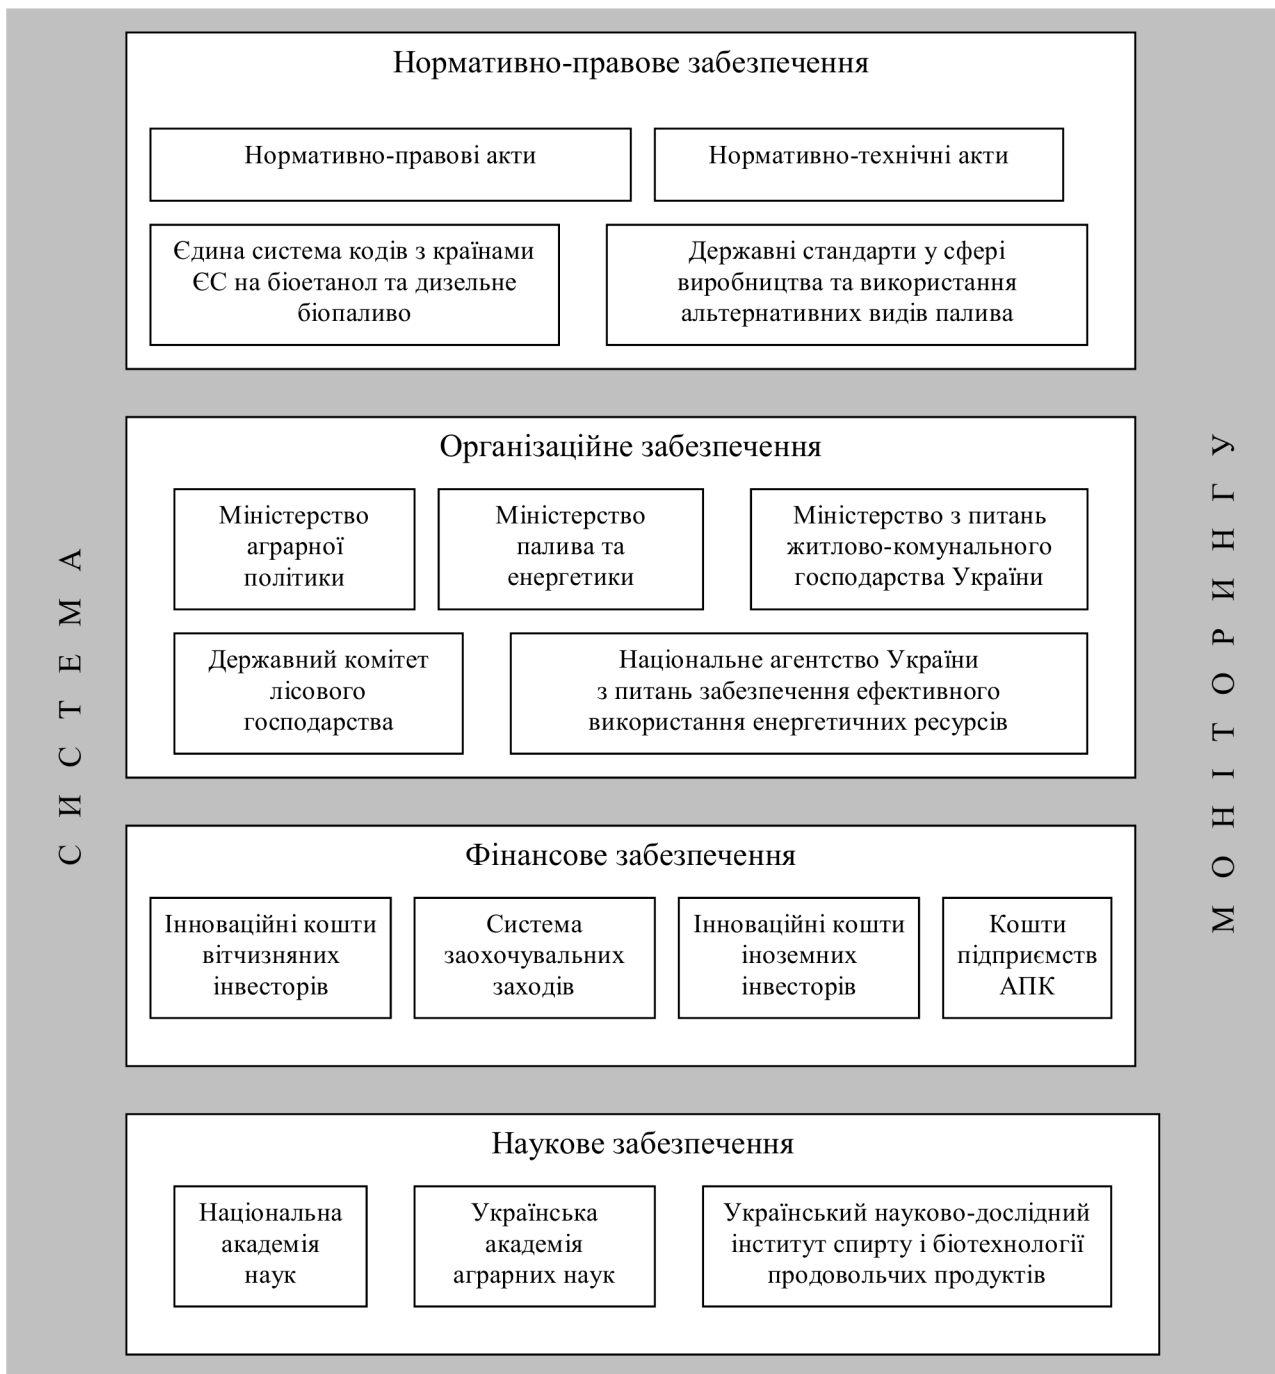 Нормативно-правове забезпечення
Нормативно-правові акти
Нормативно-технічні акти
Єдина система кодів з країнами
ЄС на біоетанол та дизельне
біопаливо
Державні стандарти у сфері
виробництва та використання
альтернативних видів палива
Організаційне забезпечення
Міністерство
аграрної
політики
Міністерство
палива та
енергетики
Міністерство з питань
житлово-комунального
господарства України
Державний комітет
лісового
господарства
Національне агентство України
з питань забезпечення ефективного
використання енергетичних ресурсів
Фінансове забезпечення
Інноваційні кошти
вітчизняних
інвесторів
Система
заохочувальних
заходів
Інноваційні кошти
іноземних
інвесторів
Кошти
підприємств
АПК
Наукове забезпечення
Національна
академія
наук
Українська
академія
аграрних наук
Український науково-дослідний
інститут спирту і біотехнології
продовольчих продуктів
С И С Т Е М А
М О Н І Т О Р И Н Г У